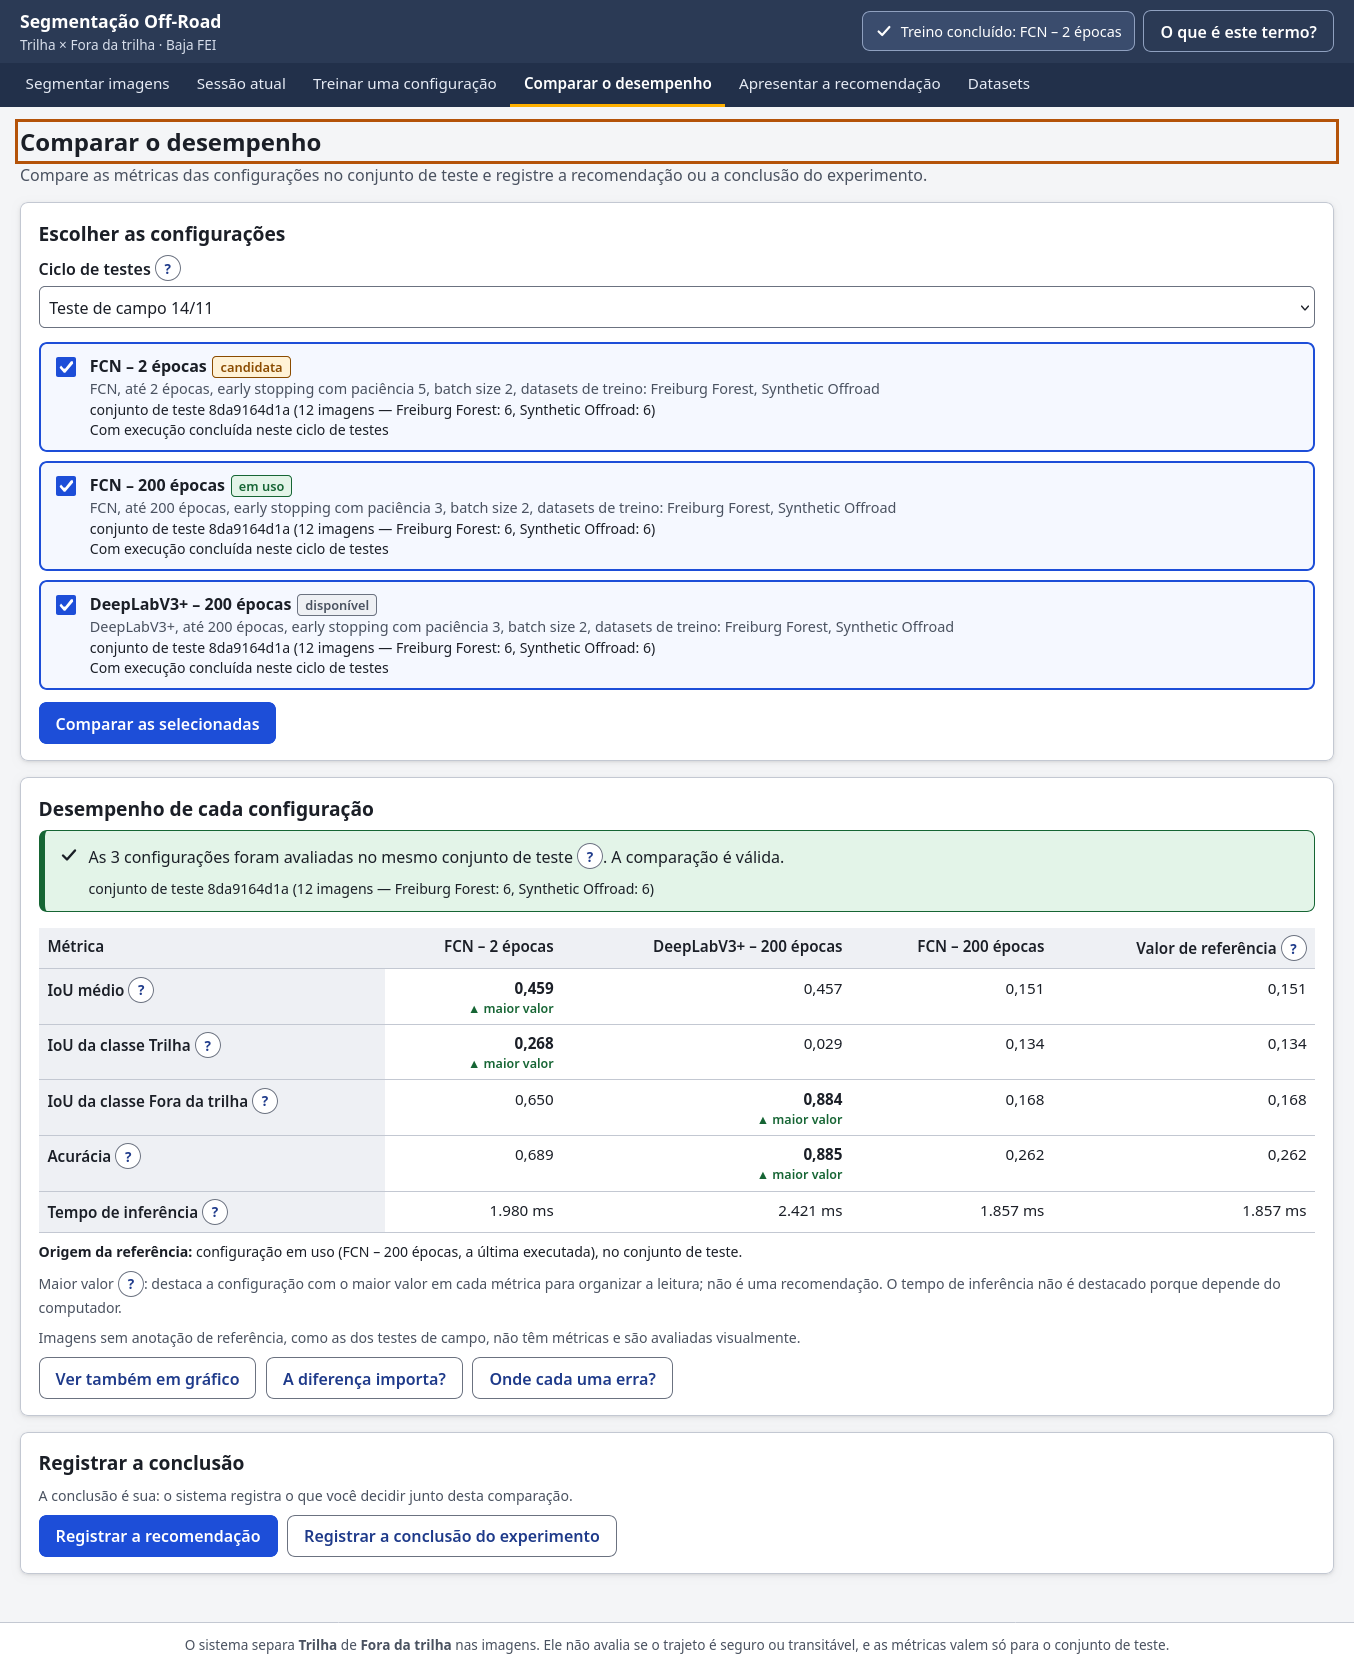 Segmentação Off-Road
Trilha × Fora da trilha · Baja FEI
Treino concluído: FCN – 2 épocas
O que é este termo?
Segmentar imagens
Sessão atual
Treinar uma configuração
Comparar o desempenho
Apresentar a recomendação
Datasets
Comparar o desempenho
Compare as métricas das configurações no conjunto de teste e registre a recomendação ou a conclusão do experimento.
Escolher as configurações
Ciclo de testes ?
Teste de campo 14/11
FCN – 2 épocas candidata
FCN, até 2 épocas, early stopping com paciência 5, batch size 2, datasets de treino: Freiburg Forest, Synthetic Offroad
conjunto de teste 8da9164d1a (12 imagens — Freiburg Forest: 6, Synthetic Offroad: 6)
Com execução concluída neste ciclo de testes
FCN – 200 épocas em uso
FCN, até 200 épocas, early stopping com paciência 3, batch size 2, datasets de treino: Freiburg Forest, Synthetic Offroad
conjunto de teste 8da9164d1a (12 imagens — Freiburg Forest: 6, Synthetic Offroad: 6)
Com execução concluída neste ciclo de testes
DeepLabV3+ – 200 épocas disponível
DeepLabV3+, até 200 épocas, early stopping com paciência 3, batch size 2, datasets de treino: Freiburg Forest, Synthetic Offroad
conjunto de teste 8da9164d1a (12 imagens — Freiburg Forest: 6, Synthetic Offroad: 6)
Com execução concluída neste ciclo de testes
Comparar as selecionadas
Desempenho de cada configuração
As 3 configurações foram avaliadas no mesmo conjunto de teste ?. A comparação é válida.
conjunto de teste 8da9164d1a (12 imagens — Freiburg Forest: 6, Synthetic Offroad: 6)
Métrica FCN – 2 épocas DeepLabV3+ – 200 épocas FCN – 200 épocas Valor de referência ?
IoU médio ? 0,459 0,457 0,151 0,151
▲ maior valor
IoU da classe Trilha ? 0,268 0,029 0,134 0,134
▲ maior valor
IoU da classe Fora da trilha ? 0,650 0,884 0,168 0,168
▲ maior valor
Acurácia ? 0,689 0,885 0,262 0,262
▲ maior valor
Tempo de inferência ? 1.980 ms 2.421 ms 1.857 ms 1.857 ms
Origem da referência: configuração em uso (FCN – 200 épocas, a última executada), no conjunto de teste.
Maior valor ?: destaca a configuração com o maior valor em cada métrica para organizar a leitura; não é uma recomendação. O tempo de inferência não é destacado porque depende do
computador.
Imagens sem anotação de referência, como as dos testes de campo, não têm métricas e são avaliadas visualmente.
Ver também em gráfico
A diferença importa?
Onde cada uma erra?
Registrar a conclusão
A conclusão é sua: o sistema registra o que você decidir junto desta comparação.
Registrar a recomendação
Registrar a conclusão do experimento
O sistema separa Trilha de Fora da trilha nas imagens. Ele não avalia se o trajeto é seguro ou transitável, e as métricas valem só para o conjunto de teste.